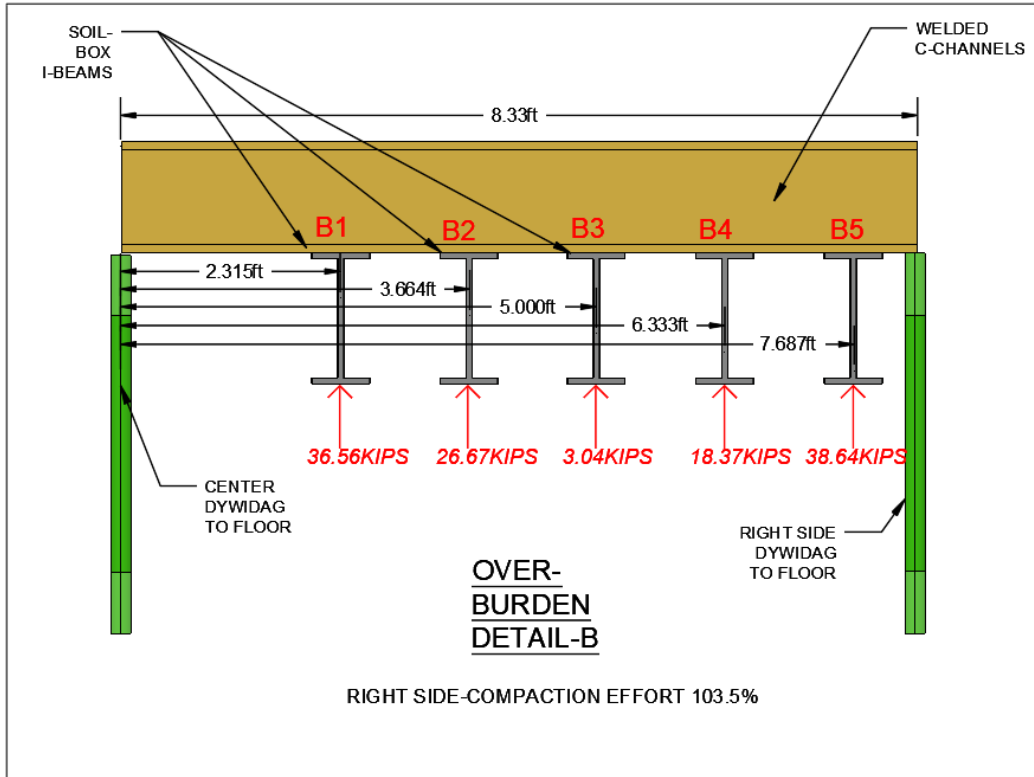 SOIL-
BOX
I-BEAMS
WELDED
C-CHANNELS
8.33ft
B1
B2
B3
B4
B5
2.315ft
3.664ft
5.000ft
6.333ft
7.687ft
36.56KIPS
26.67KIPS
3.04KIPS
18.37KIPS
38.64KIPS
CENTER
DYWIDAG
TO FLOOR
RIGHT SIDE
DYWIDAG
TO FLOOR
OVER-
BURDEN
DETAIL-B
RIGHT SIDE-COMPACTION EFFORT 103.5%